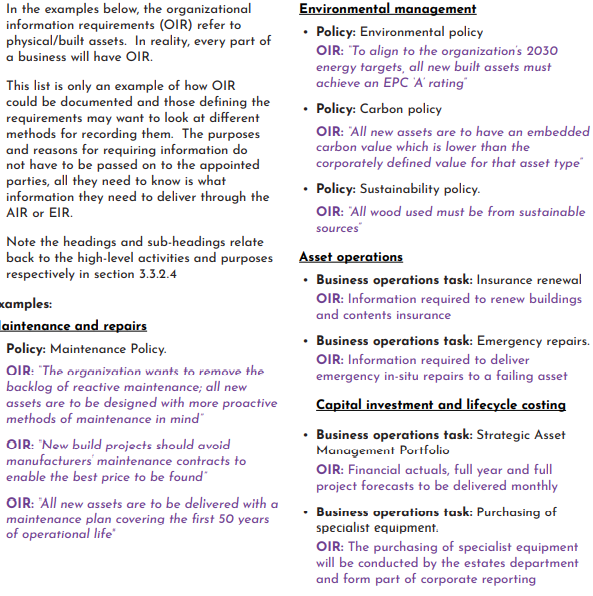 In the examples below, the organizational
information requirements (OIR) refer to
physical/built assets. In reality, every part of
a business will have OIR.
This list is only an example of how OIR
could be documented and those defining the
requirements may want to look at different
methods for recording them. The purposes
and reasons for requiring information do
not have to be passed on to the appointed
parties, all they need to know is what
information they need to deliver through the
AIR or EIR.
Note the headings and sub-headings relate
back to the high-level activities and purposes
respectively in section 3.3.2.4
xamples:
aintenance and repairs
Policy: Maintenance Policy.
OIR: “The organization wants to remove the
backlog of reactive maintenance; all new
assets are to be designed with more proactive
methods of maintenance in mind”
OIR: “New build projects should avoid
manufacturers’ maintenance contracts to
enable the best price to be found”
OIR: “All new assets are to be delivered with a
maintenance plan covering the first 50 years
of operational life”
Environmental management
• Policy: Environmental policy
OIR: “To align to the organization’s 2030
energy targets, all new built assets must
achieve an EPC ‘A’ rating”
• Policy: Carbon policy
OIR: “All new assets are to have an embedded
carbon value which is lower than the
corporately defined value for that asset type”
• Policy: Sustainability policy.
OIR: “All wood used must be from sustainable
sources”
Asset operations
• Business operations task: Insurance renewal
OIR: Information required to renew buildings
and contents insurance
• Business operations task: Emergency repairs.
OIR: Information required to deliver
emergency in-situ repairs to a failing asset
Capital investment and lifecycle costing
• Business operations task: Strategic Asset
Management Portfolio
OIR: Financial actuals, full year and full
project forecasts to be delivered monthly
• Business operations task: Purchasing of
specialist equipment.
OIR: The purchasing of specialist equipment
will be conducted by the estates department
and form part of corporate reporting